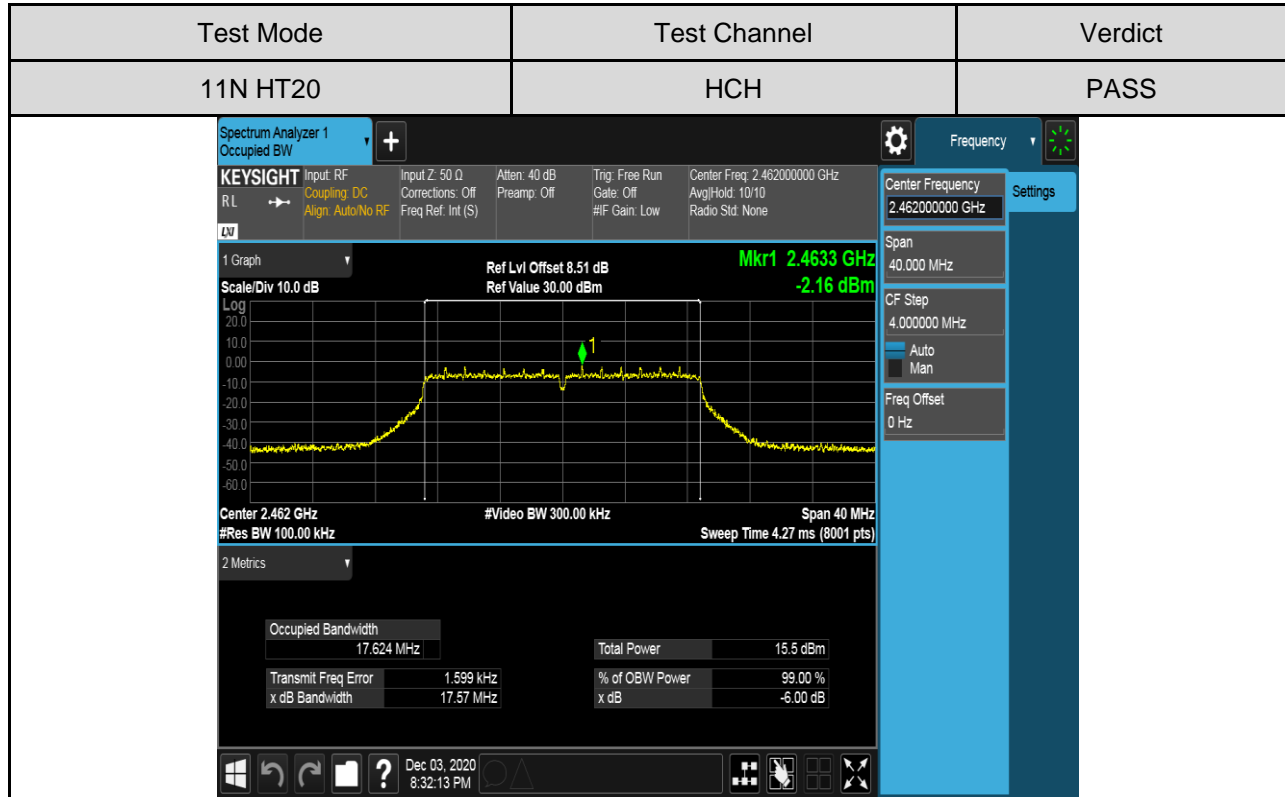 Test Mode Test Channel Verdict
11N HT20 HCH PASS
Spectrum Analyzer 1
Occupied BW
+
Frequency
KEYSIGHT Input: RF Input Z: 50 Ω Atten: 40 dB Trig: Free Run Center Freq: 2.462000000 GHz
RL Coupling: DC Corrections: Off Preamp: Off Gate: Off Avg|Hold: 10/10
Align: Auto/No RF Freq Ref: Int (S) #IF Gain: Low Radio Std: None
LXI
Center Frequency
2.462000000 GHz
Settings
Span
40.000 MHz
CF Step
4.000000 MHz
Auto
Man
Freq Offset
0 Hz
1 Graph Ref Lvl Offset 8.51 dB Mkr1 2.4633 GHz
Scale/Div 10.0 dB Ref Value 30.00 dBm -2.16 dBm
Log
20.0
10.0
0.00
-10.0
-20.0
-30.0
-40.0
-50.0
-60.0
1
Center 2.462 GHz #Video BW 300.00 kHz Span 40 MHz
#Res BW 100.00 kHz Sweep Time 4.27 ms (8001 pts)
2 Metrics
Occupied Bandwidth
17.624 MHz Total Power 15.5 dBm
Transmit Freq Error 1.599 kHz % of OBW Power 99.00 %
x dB Bandwidth 17.57 MHz x dB -6.00 dB
? Dec 03, 2020
8:32:13 PM